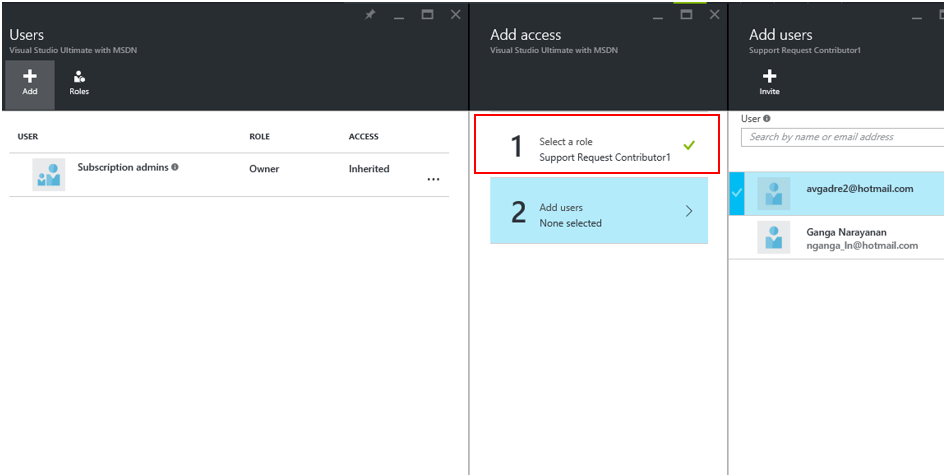 Users
Visual Studio Ultimate with MSDN
Add
Roles
USER ROLE ACCESS
Subscription admins Owner Inherited
...
Add access
Visual Studio Ultimate with MSDN
1
Select a role
Support Request Contributor1
2
Add users
None selected
Add users
Support Request Contributor1
Invite
User
Search by name or email address
avgadre2@hotmail.com
Ganga Narayanan
nganga_ln@hotmail.com